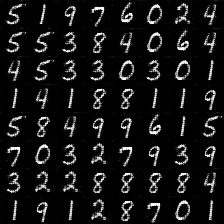 5 1 9 7 6 0 2 4
5 5 3 8 4 0 6 4
4 5 3 3 0 3 0 1
1 4 1 8 8 1 1 9
5 8 4 9 9 6 1 5
7 0 3 2 7 9 3 9
3 2 2 8 8 8 8 4
1 9 1 2 8 7 0 1